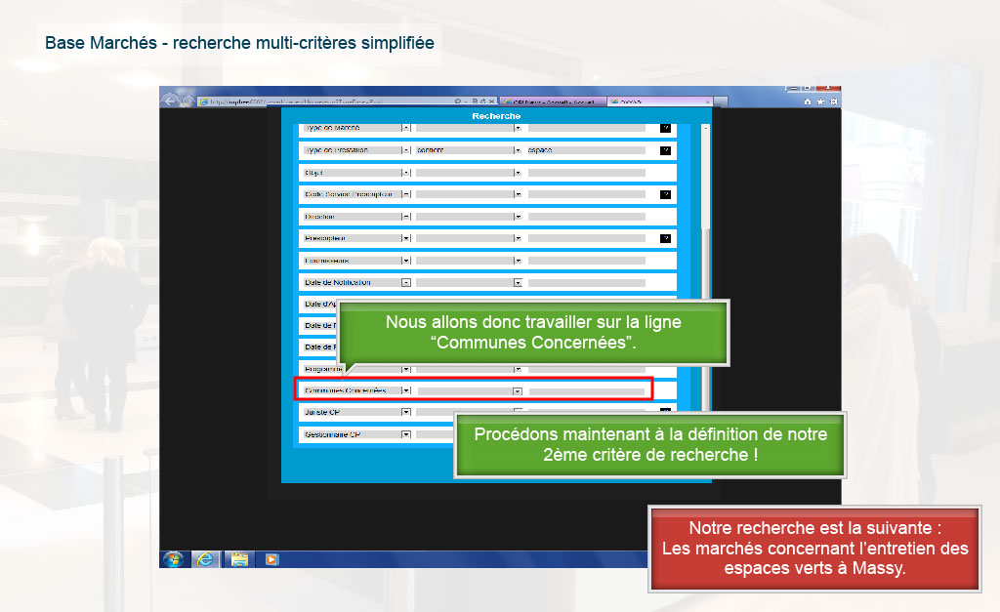 Base Marchés - recherche multi-critères simplifiée
Recherche
Type de Marché
?
Type de Prestation contient espace ?
Objet
Code Service Prescripteur ?
Direction
Prescripteur ?
Fournisseurs
Date de Notification
Date d'Ap
Date de
Date de
Programme
Communes Concernées
Juriste CP
Gestionnaire CP
Nous allons donc travailler sur la ligne
“Communes Concernées”.
Procédons maintenant à la définition de notre
2ème critère de recherche !
Notre recherche est la suivante :
Les marchés concernant l’entretien des
espaces verts à Massy.